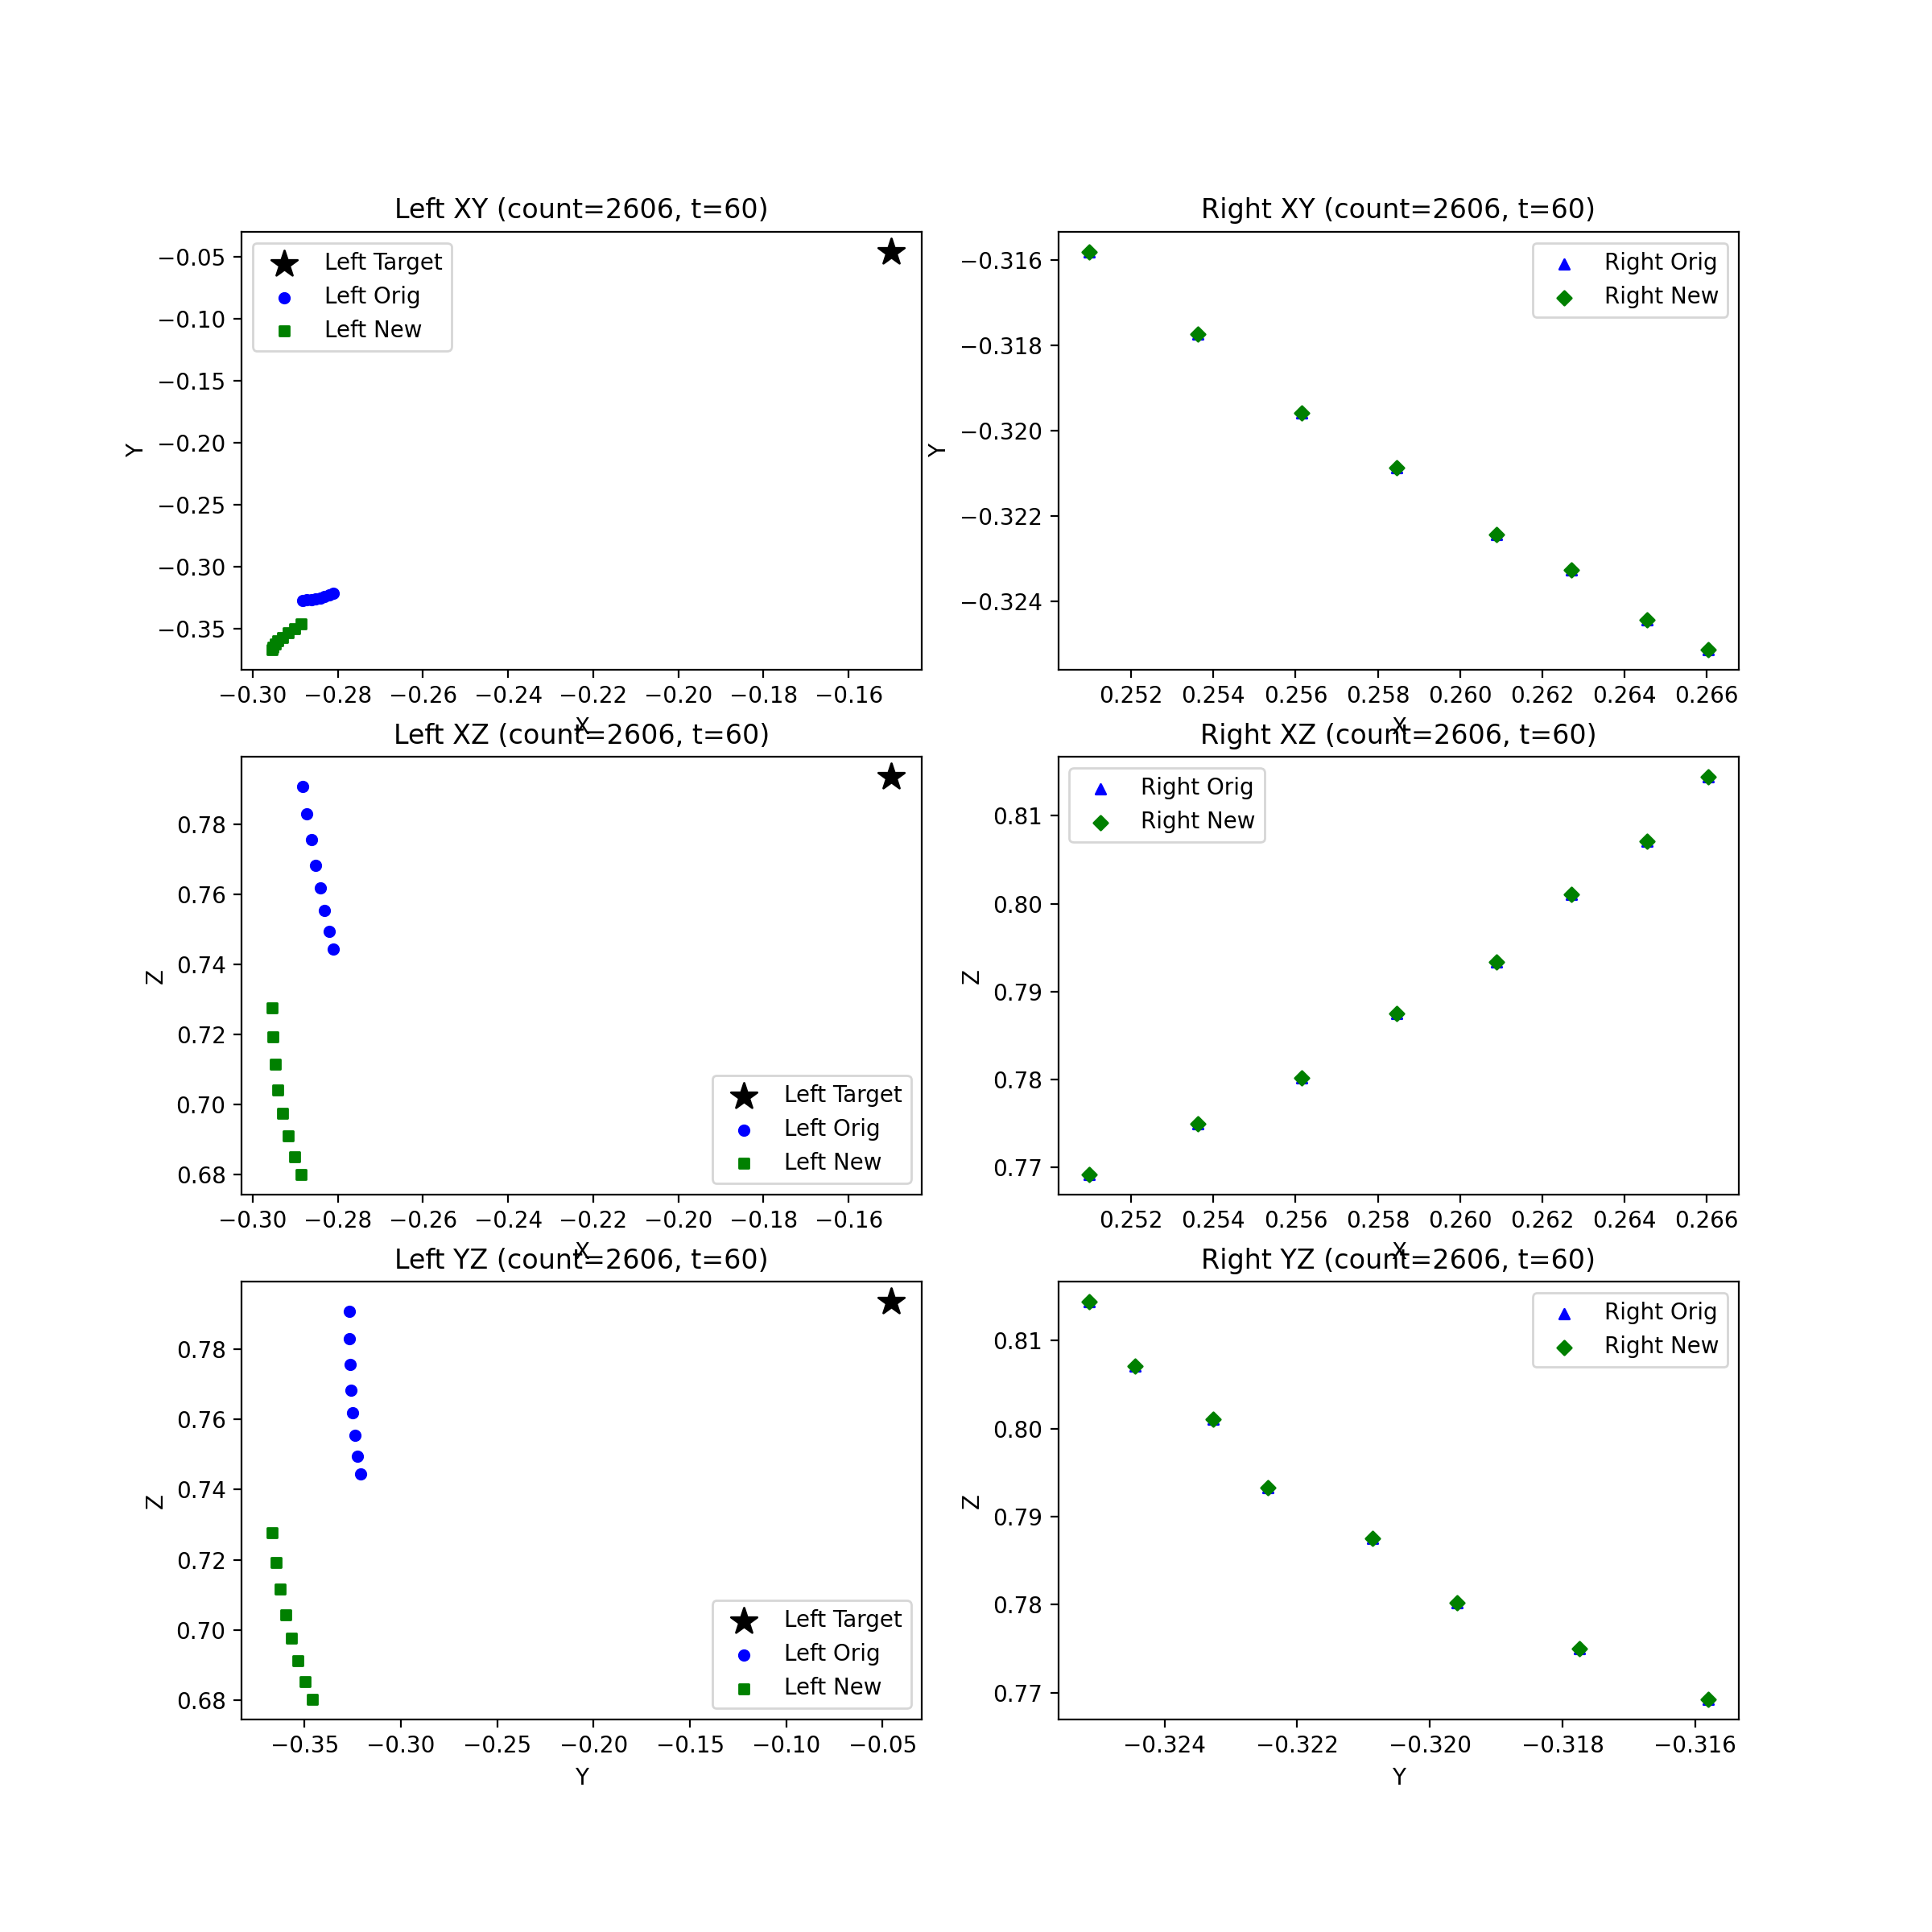 Left XY (count=2606, t=60)
−0.05
−0.10
−0.15
−0.20
−0.25
−0.30
−0.35
Y
Left Target
Left Orig
Left New
−0.30 −0.28 −0.26 −0.24 −0.22 −0.20 −0.18 −0.16
X
Right XY (count=2606, t=60)
−0.316
−0.318
−0.320
−0.322
−0.324
Y
Right Orig
Right New
0.252 0.254 0.256 0.258 0.260 0.262 0.264 0.266
X
Left XZ (count=2606, t=60)
0.78
0.76
0.74
0.72
0.70
0.68
Z
Left Target
Left Orig
Left New
−0.30 −0.28 −0.26 −0.24 −0.22 −0.20 −0.18 −0.16
X
Right XZ (count=2606, t=60)
0.81
0.80
0.79
0.78
0.77
Z
Right Orig
Right New
0.252 0.254 0.256 0.258 0.260 0.262 0.264 0.266
X
Left YZ (count=2606, t=60)
0.78
0.76
0.74
0.72
0.70
0.68
Z
Left Target
Left Orig
Left New
−0.35 −0.30 −0.25 −0.20 −0.15 −0.10 −0.05
Y
Right YZ (count=2606, t=60)
0.81
0.80
0.79
0.78
0.77
Z
Right Orig
Right New
−0.324 −0.322 −0.320 −0.318 −0.316
Y